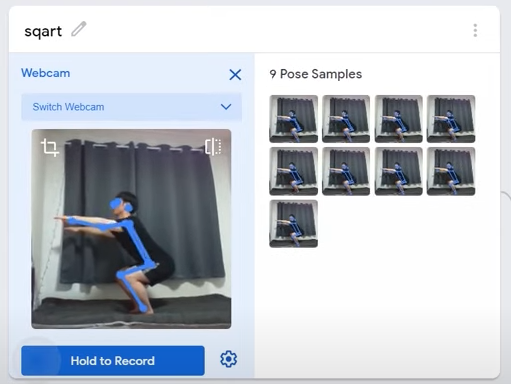 sqart
Webcam
9 Pose Samples
Switch Webcam
Hold to Record